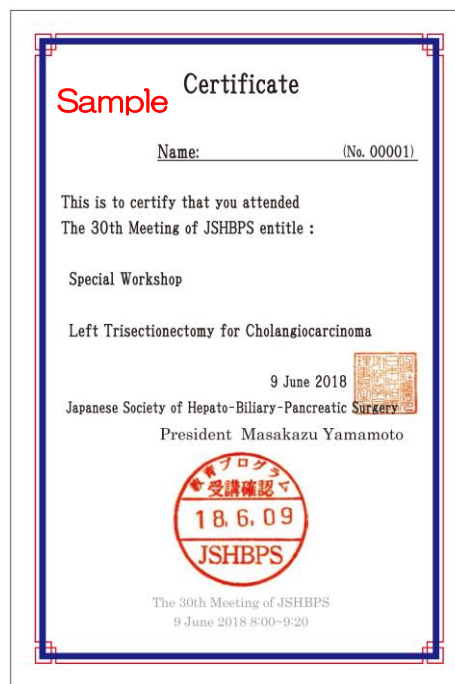 Certificate
Sample
Name: (No. 00001)
This is to certify that you attended
The 30th Meeting of JSHBPS entitle :
Special Workshop
Left Trisectionectomy for Cholangiocarcinoma
9 June 2018
Japanese Society of Hepato-Biliary-Pancreatic Surgery
President Masakazu Yamamoto
教育プログラム
受講確認
18.6.09
JSHBPS
The 30th Meeting of JSHBPS
9 June 2018 8:00~9:20